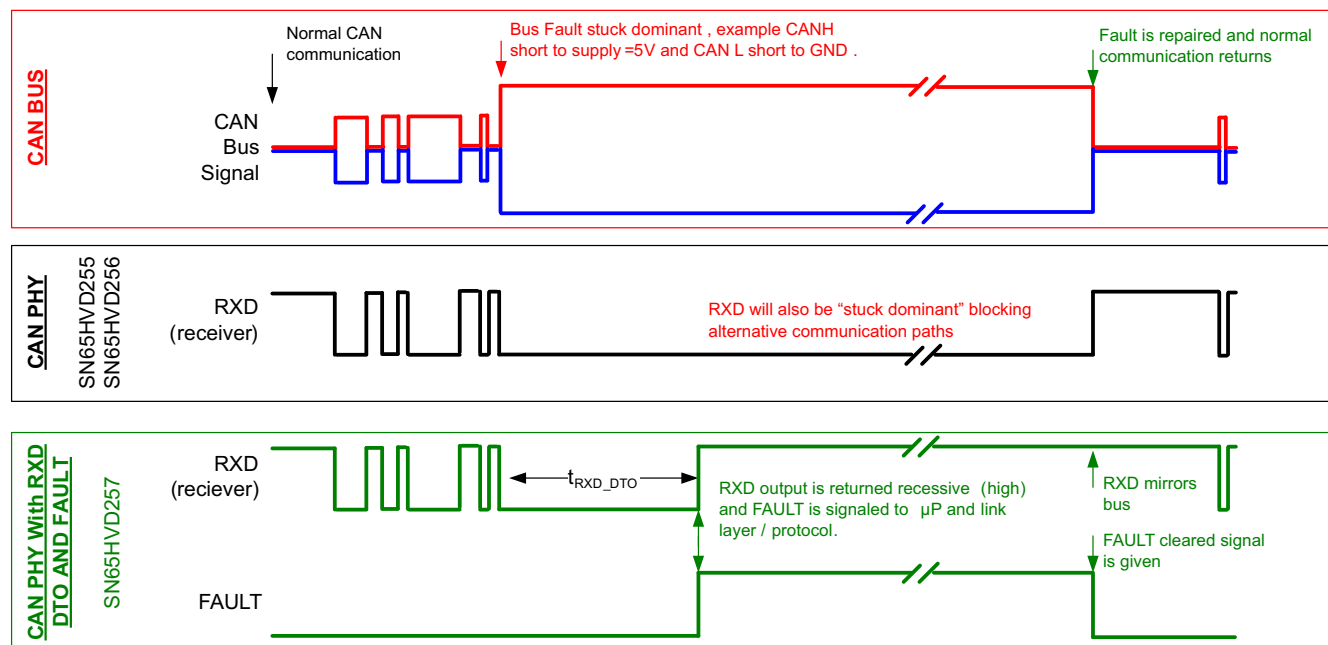 CAN BUS
Normal CAN
communication
Bus Fault stuck dominant , example CANH
short to supply =5V and CAN L short to GND .
Fault is repaired and normal
communication returns
CAN
Bus
Signal
CAN PHY
SN65HVD255
SN65HVD256
RXD
(receiver)
RXD will also be “stuck dominant” blocking
alternative communication paths
CAN PHY With RXD
DTO AND FAULT
SN65HVD257
RXD
(reciever)
tRXD_DTO
RXD output is returned recessive (high)
and FAULT is signaled to µP and link
layer / protocol.
RXD mirrors
bus
FAULT cleared signal
is given
FAULT